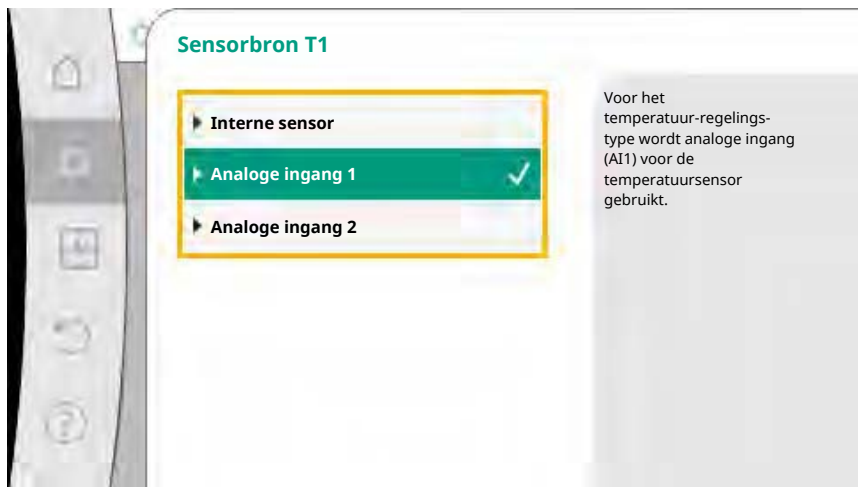 Sensorbron T1
Interne sensor
Analoge ingang 1
Analoge ingang 2
Voor het
temperatuur-regelings-
type wordt analoge ingang
(AI1) voor de
temperatuursensor
gebruikt.